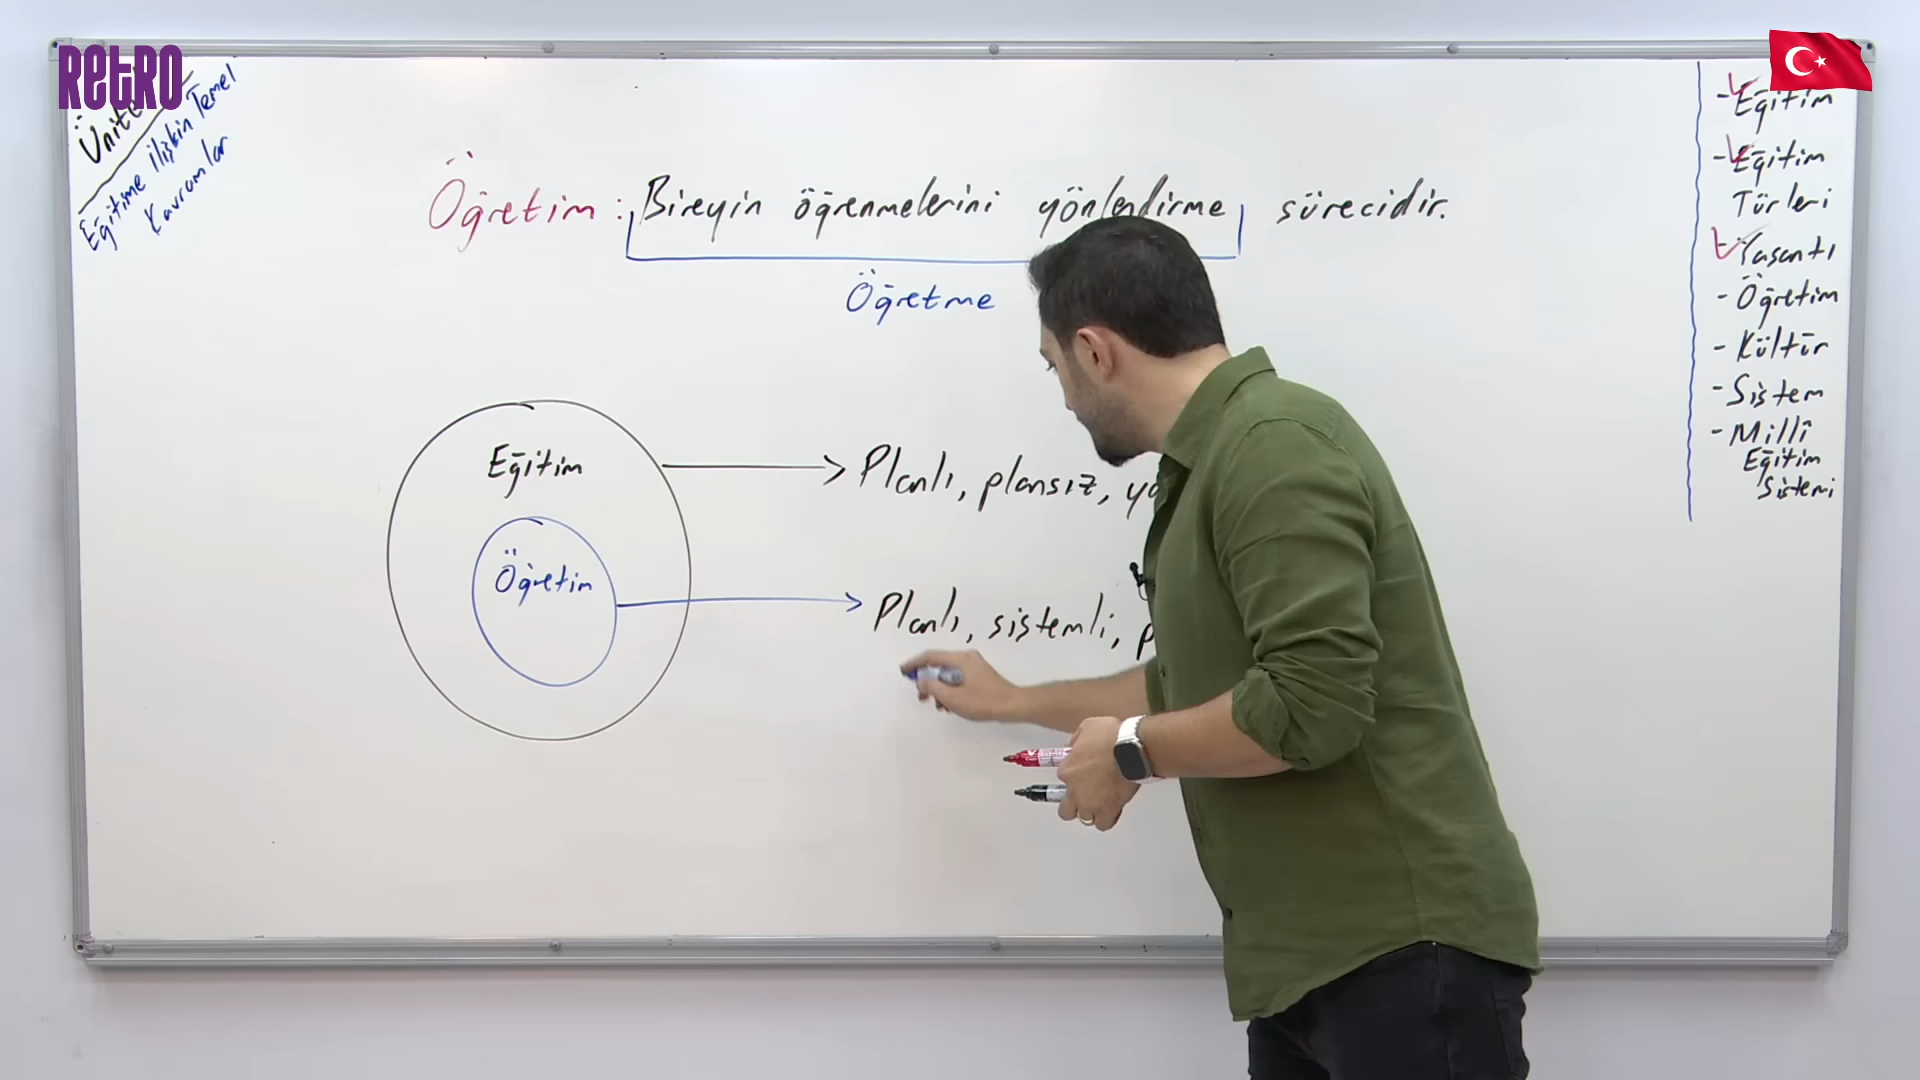 RETRO
Ünite
Eğitime İlişkin Temel
Kavramlar
Öğretim: Bireyin öğrenmelerini yönlendirme sürecidir.
Öğretme
Eğitim
Planlı, plansız,
Öğretim
Planlı, sistemli,
- Eğitim
- Eğitim
Türleri
- Yaşantı
- Öğretim
- Kültür
- Sistem
- Millî
Eğitim
Sistemi